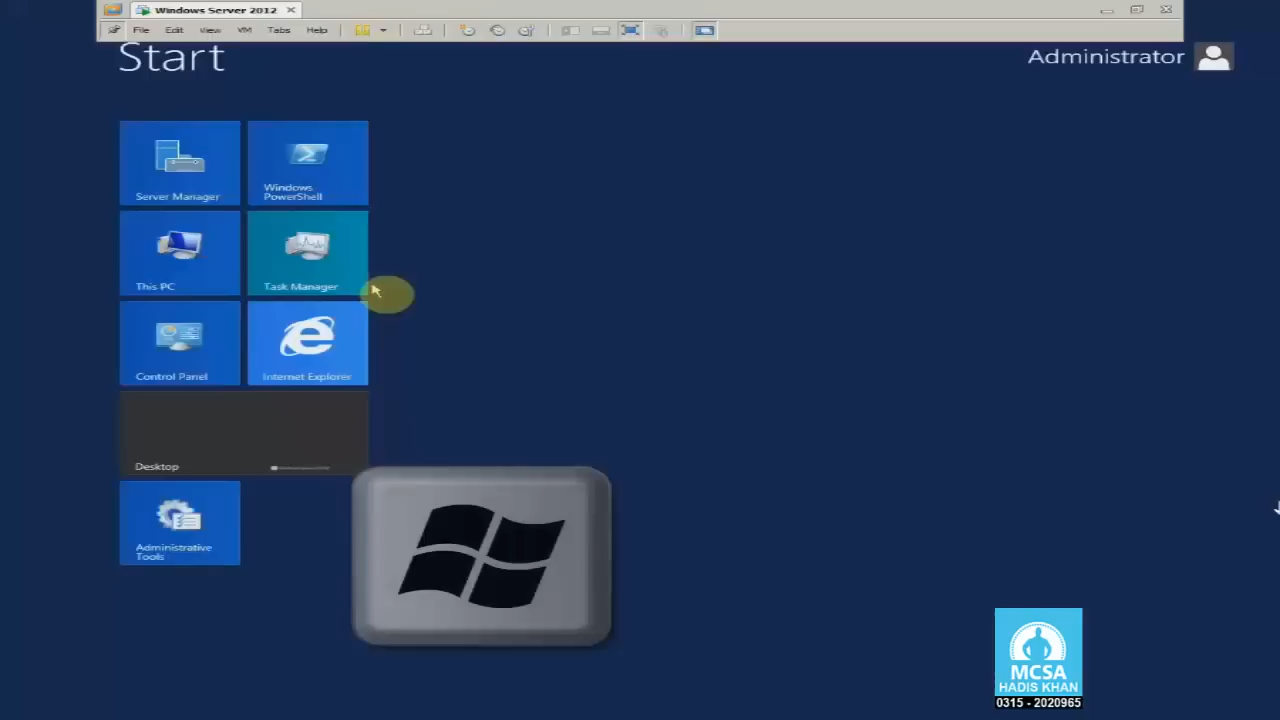 Windows Server 2012
File Edit View VM Tabs Help
Start
Administrator
Server Manager
Windows
PowerShell
This PC
Task Manager
Control Panel
Internet Explorer
Desktop
Administrative
Tools
MCSA
HADIS KHAN
0315 - 2020965